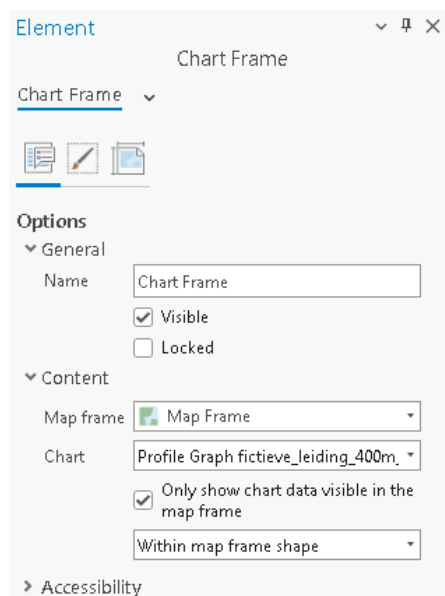 Element
Chart Frame
Chart Frame
Options
General
Name
Chart Frame
Visible
Locked
Content
Map frame
Map Frame
Chart
Profile Graph fictieve_leiding_400m_
Only show chart data visible in the
map frame
Within map frame shape
Accessibility